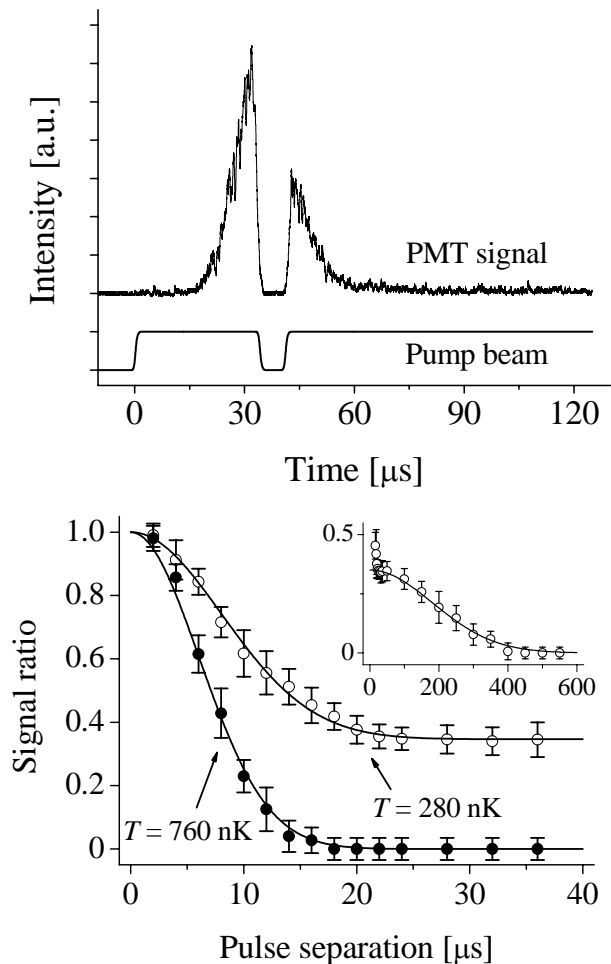 Intensity [a.u.]
PMT signal
Pump beam
0 30 60 90 120
Time [μs]
1.0
0.8
0.6
0.4
0.2
0
Signal ratio
0.5
0
0 200 400 600
T = 760 nK
T = 280 nK
0 10 20 30 40
Pulse separation [μs]